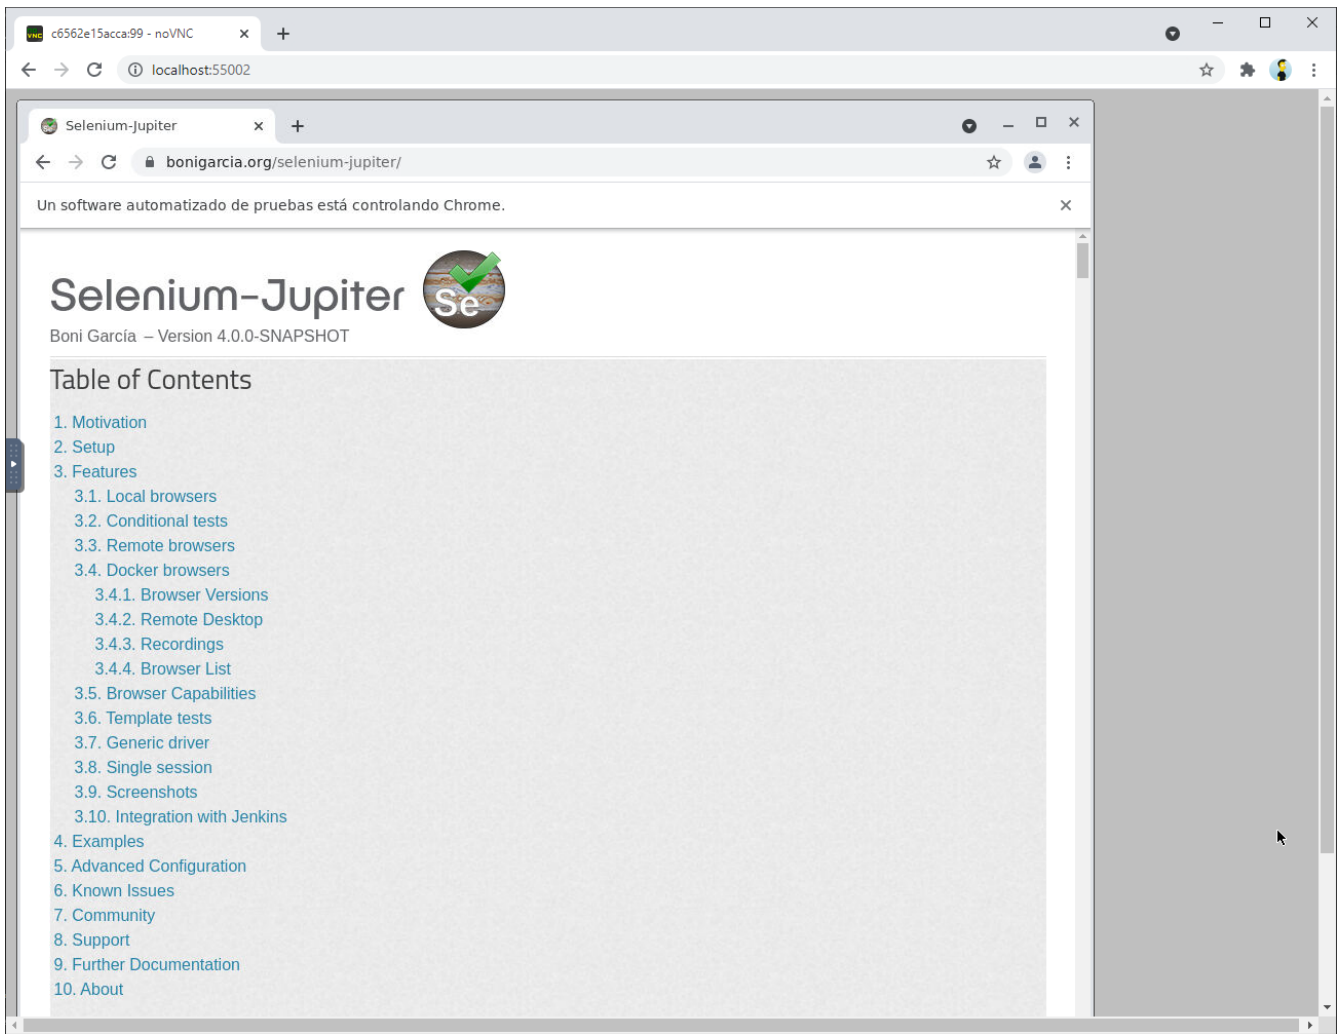 c6562e15acca:99 - noVNC
localhost:55002
Selenium-Jupiter
bonigarcia.org/selenium-jupiter/
Un software automatizado de pruebas está controlando Chrome.
Selenium-Jupiter
Se
Boni García – Version 4.0.0-SNAPSHOT
Table of Contents
1. Motivation
2. Setup
3. Features
3.1. Local browsers
3.2. Conditional tests
3.3. Remote browsers
3.4. Docker browsers
3.4.1. Browser Versions
3.4.2. Remote Desktop
3.4.3. Recordings
3.4.4. Browser List
3.5. Browser Capabilities
3.6. Template tests
3.7. Generic driver
3.8. Single session
3.9. Screenshots
3.10. Integration with Jenkins
4. Examples
5. Advanced Configuration
6. Known Issues
7. Community
8. Support
9. Further Documentation
10. About